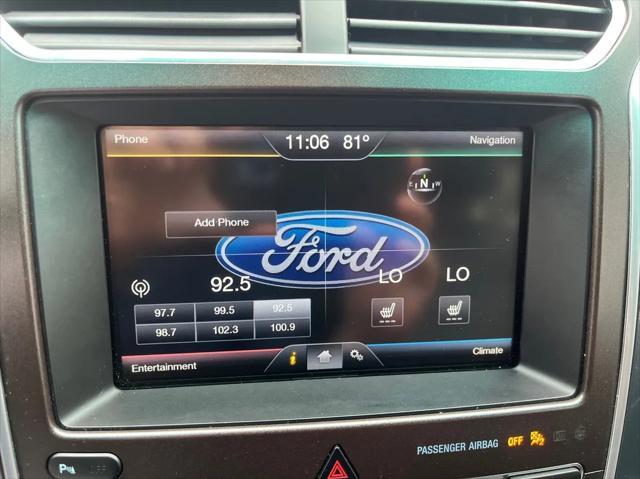 Phone
11:06 81°
Navigation
E N W
Add Phone
Ford
92.5
LO
LO
97.7 99.5 92.5
98.7 102.3 100.9
Entertainment
i
Climate
PASSENGER AIRBAG OFF
P OFF